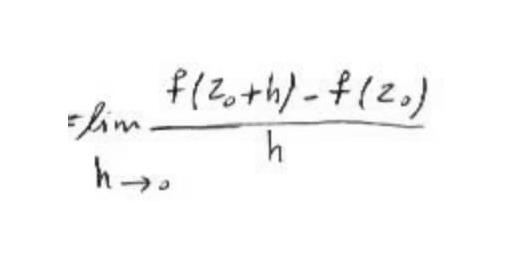 = lim f(z₀+h) - f(z₀)
h
h → 0